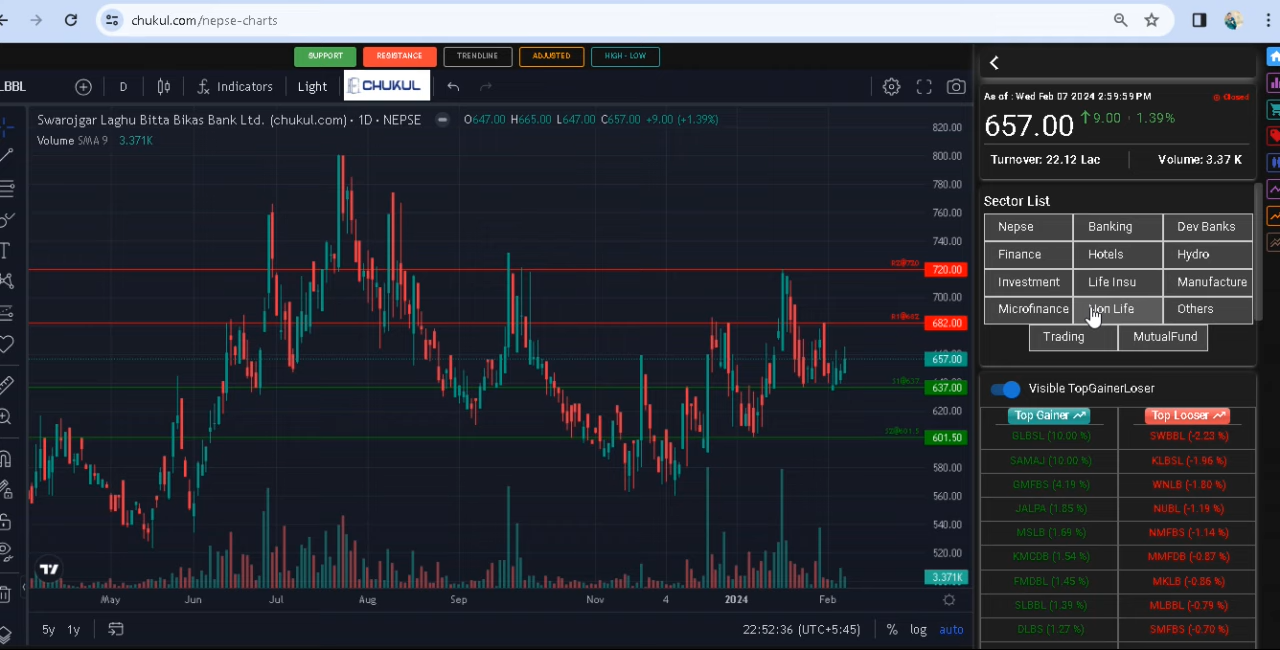 chukul.com/nepse-charts
SUPPORT RESISTANCE TRENDLINE ADJUSTED HIGH - LOW
LBBL D Indicators Light CHUKUL
Swarojgar Laghu Bitta Bikas Bank Ltd. (chukul.com) · 1D · NEPSE O647.00 H665.00 L647.00 C657.00 +9.00 (+1.39%)
Volume SMA 9 3.371K
820.00
800.00
780.00
760.00
740.00
720.00
700.00
682.00
657.00
637.00
620.00
601.50
580.00
560.00
540.00
520.00
3.371K
May Jun Jul Aug Sep Nov 4 2024 Feb
5y 1y 22:52:36 (UTC+5:45) % log auto
As of : Wed Feb 07 2024 2:59:59 PM Closed
657.00 9.00 · 1.39%
Turnover: 22.12 Lac Volume: 3.37 K
Sector List
Nepse Banking Dev Banks
Finance Hotels Hydro
Investment Life Insu Manufacture
Microfinance Non Life Others
Trading MutualFund
Visible TopGainerLoser
Top Gainer Top Looser
GLBSL (10.00 %) SWBBL (-2.23 %)
SAMAJ (10.00 %) KLBSL (-1.96 %)
GMFBS (4.19 %) WNLB (-1.80 %)
JALPA (1.85 %) NUBL (-1.19 %)
MSLB (1.69 %) NMFBS (-1.14 %)
KMCDB (1.54 %) MMFDB (-0.87 %)
FMDBL (1.45 %) MKLB (-0.86 %)
SLBBL (1.39 %) MLBBL (-0.79 %)
DLBS (1.27 %) SMFBS (-0.70 %)